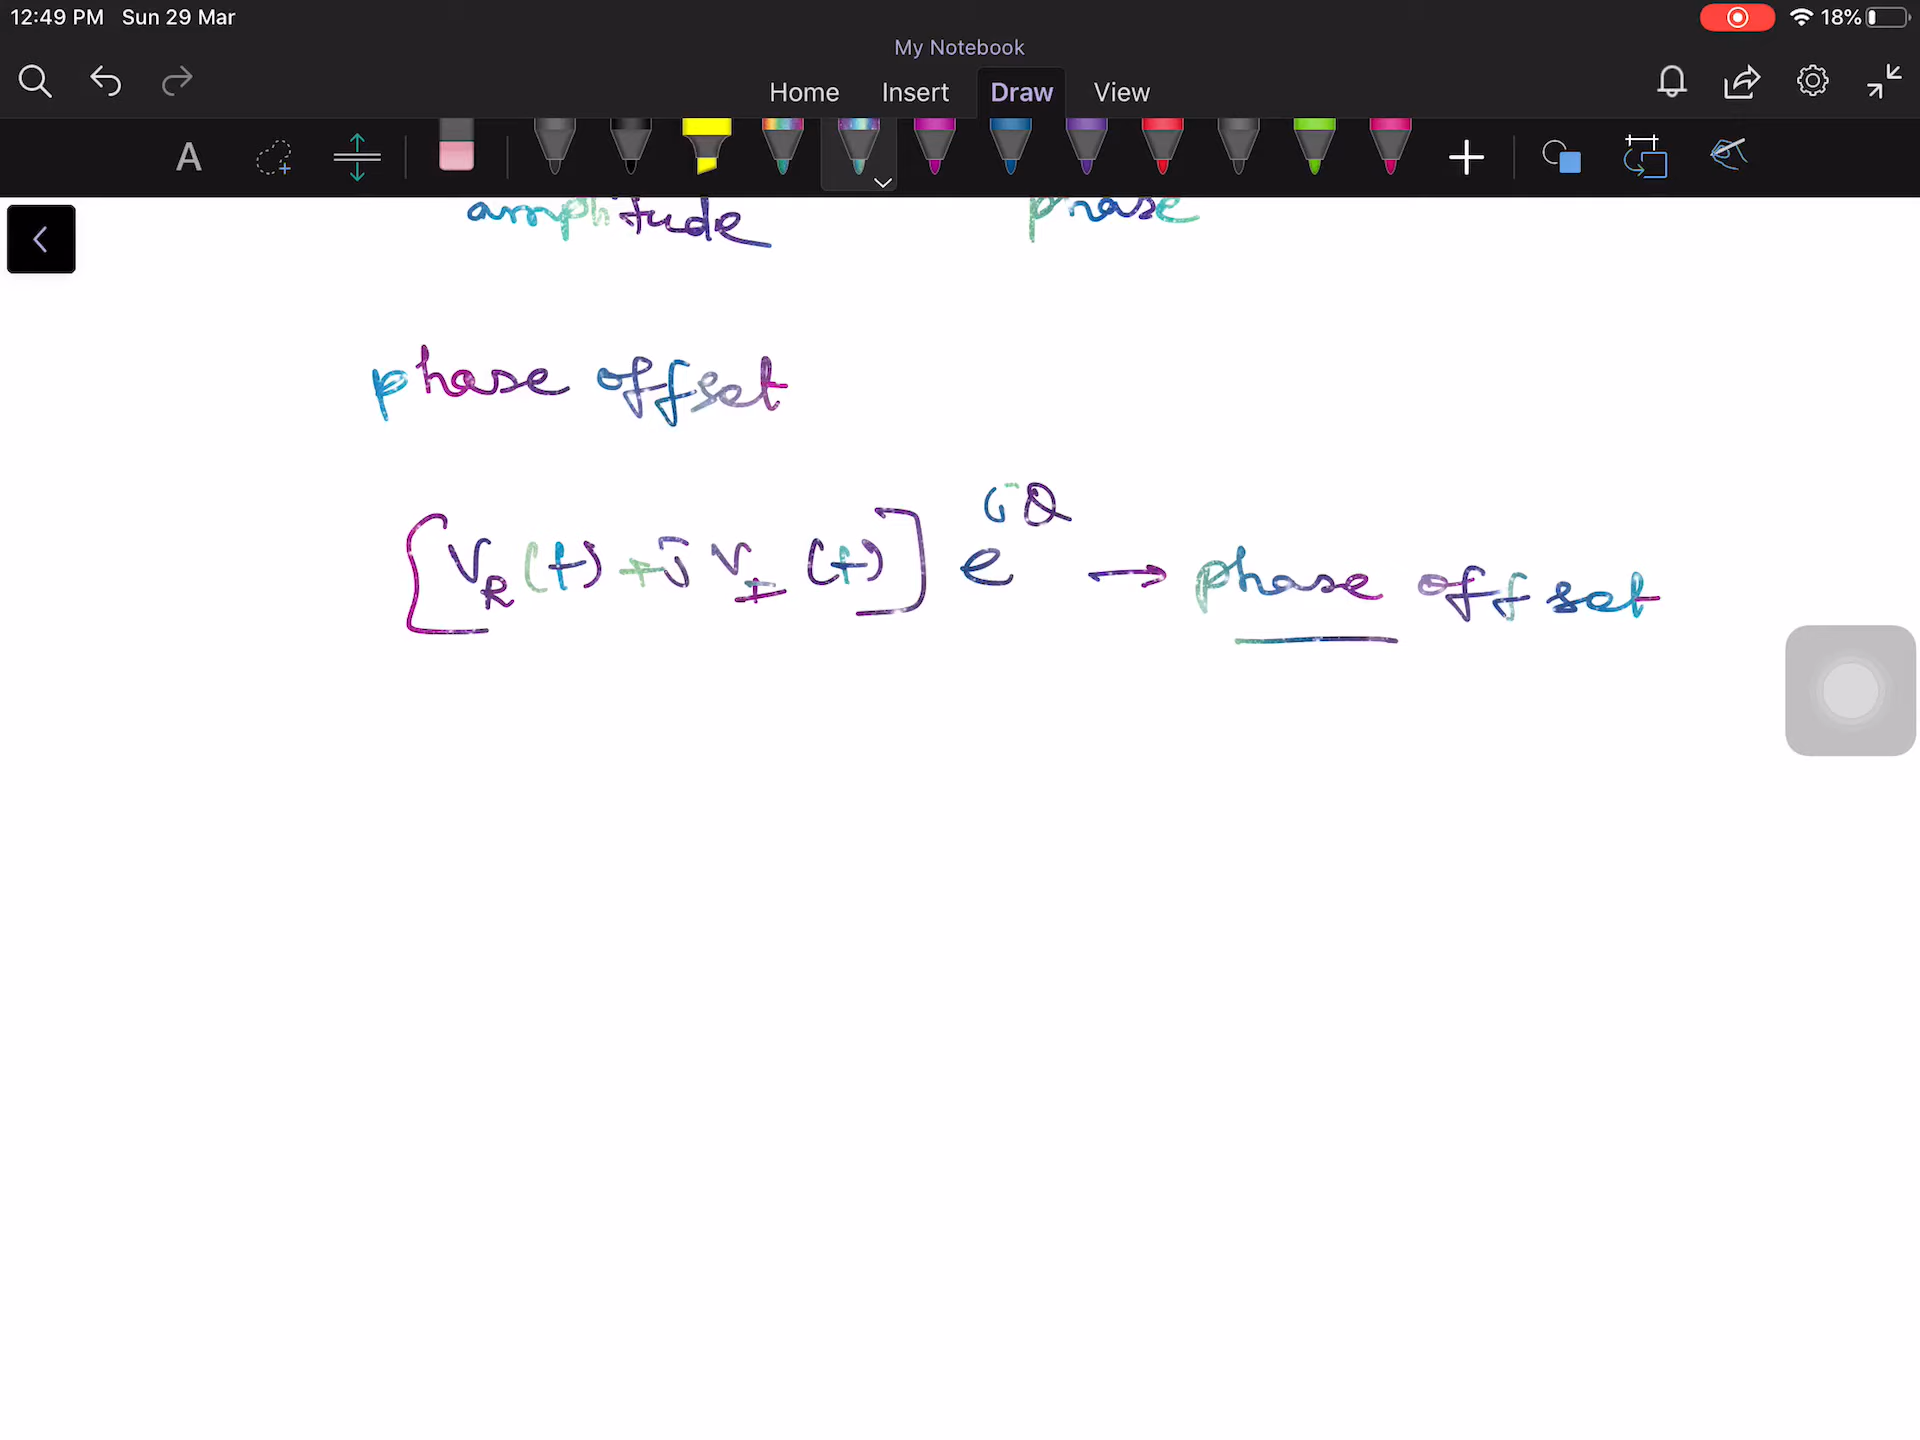 12:49 PM Sun 29 Mar 18%
My Notebook
Home Insert Draw View
A
amplitude phase
phase offset
[V_R(t) + j V_I(t)] e^{jθ} → phase offset